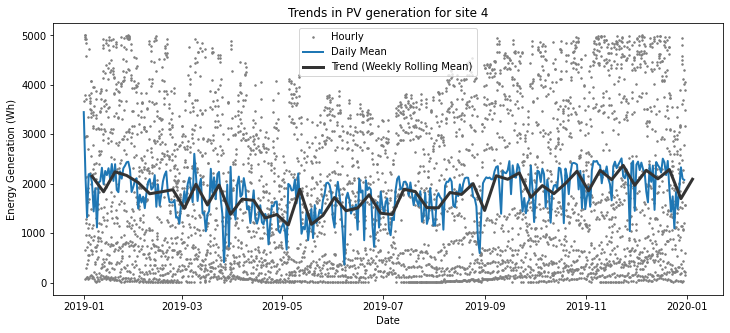 Trends in PV generation for site 4
Hourly
Daily Mean
Trend (Weekly Rolling Mean)
Energy Generation (Wh)
5000
4000
3000
2000
1000
0
2019-01
2019-03
2019-05
2019-07
2019-09
2019-11
2020-01
Date